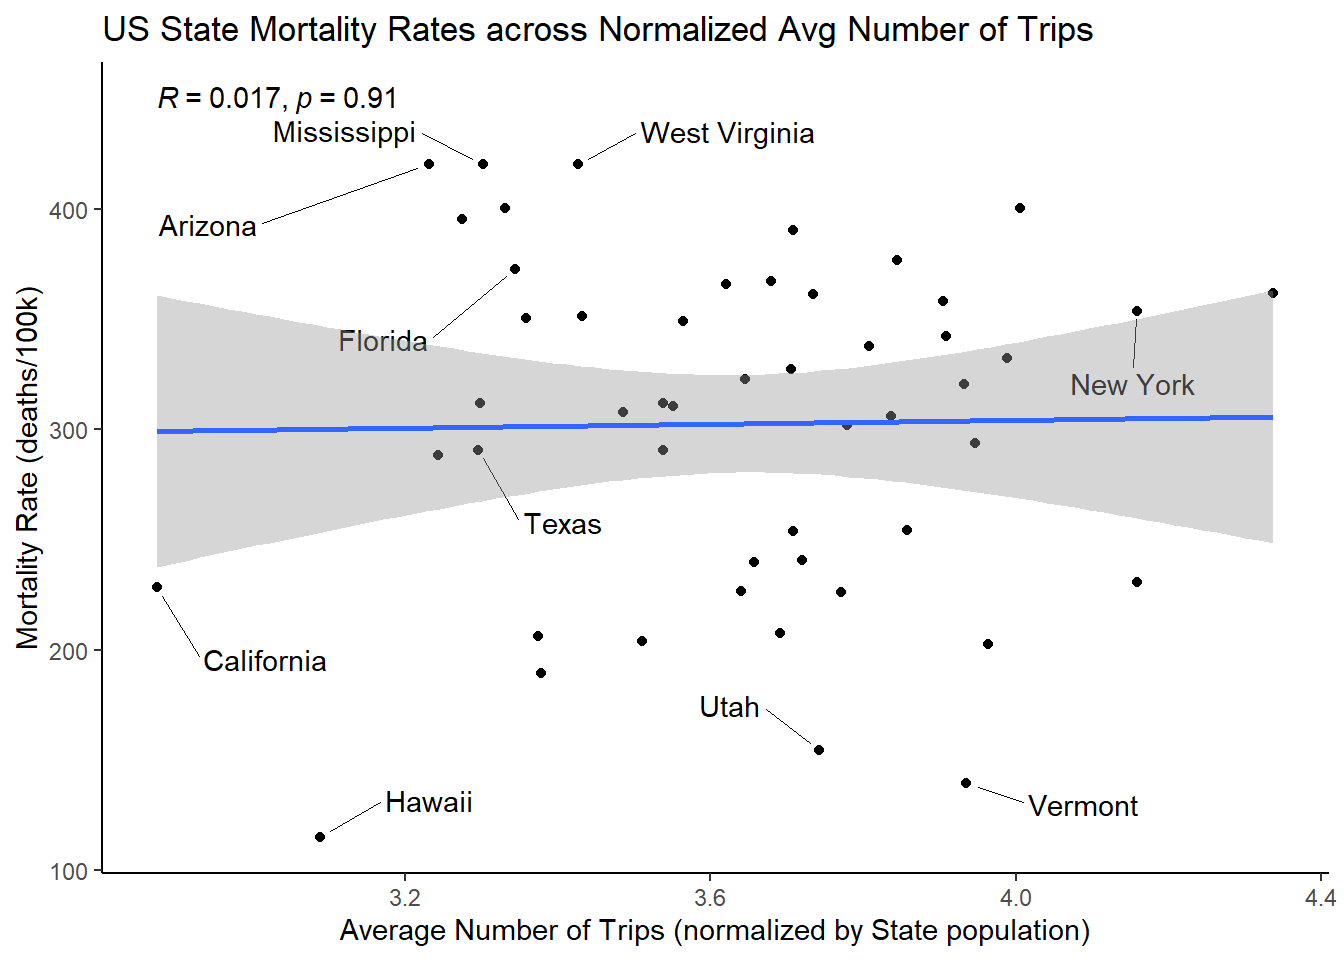 US State Mortality Rates across Normalized Avg Number of Trips
R = 0.017, p = 0.91
Mississippi
West Virginia
Arizona
Florida
New York
Texas
California
Utah
Hawaii
Vermont
Mortality Rate (deaths/100k)
400
300
200
100
3.2
3.6
4.0
4.4
Average Number of Trips (normalized by State population)